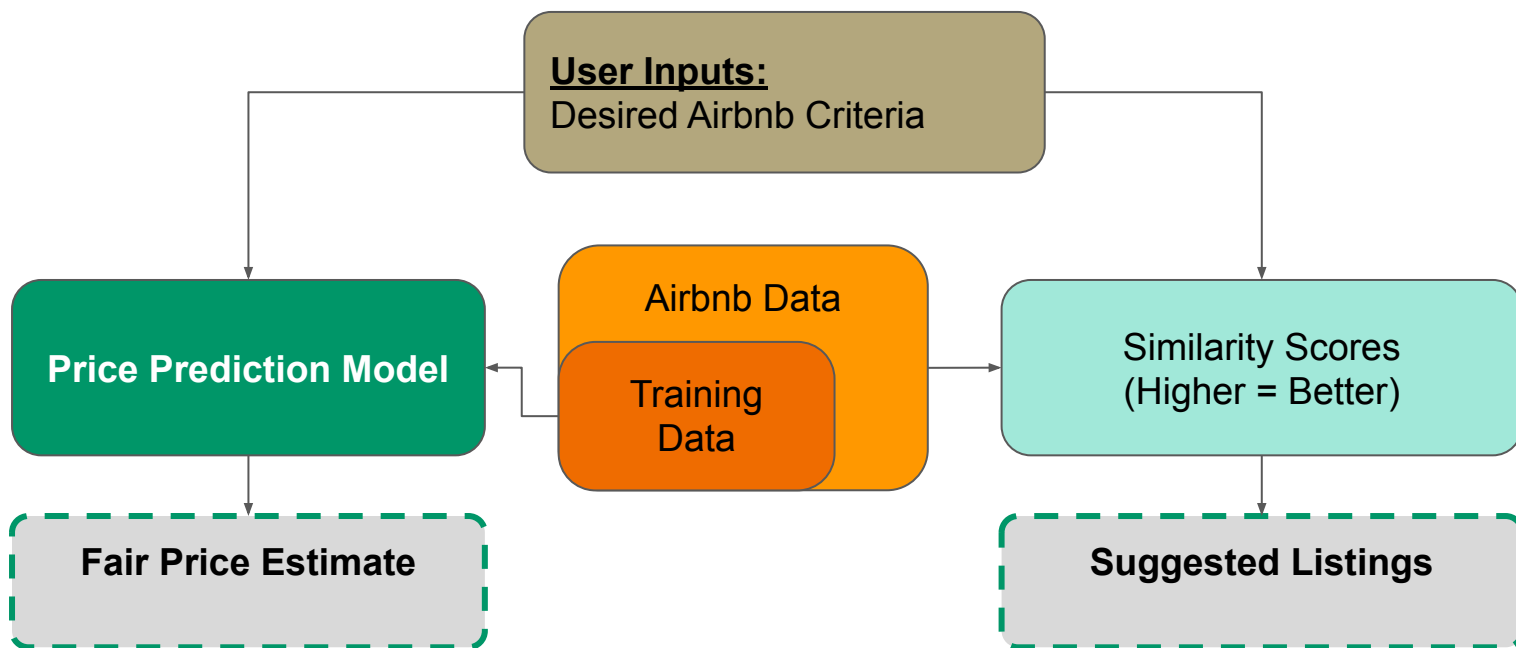 User Inputs:
Desired Airbnb Criteria
Airbnb Data
Price Prediction Model
Training
Data
Similarity Scores
(Higher = Better)
Fair Price Estimate
Suggested Listings